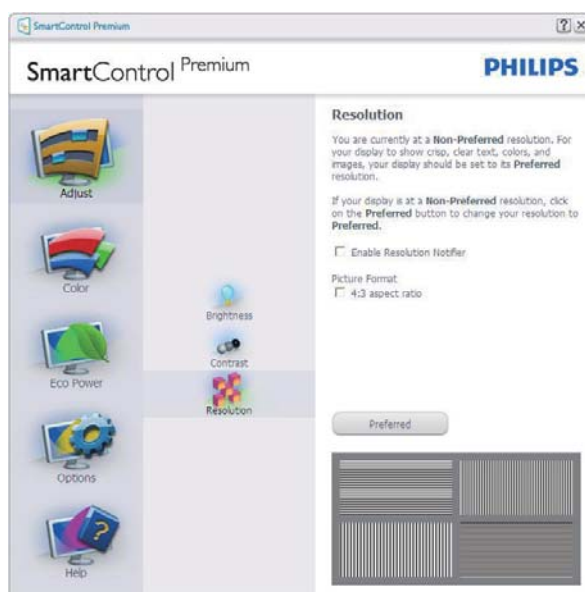 SmartControl Premium
SmartControl Premium
PHILIPS
Adjust
Color
Eco Power
Options
Help
Brightness
Contrast
Resolution
Resolution
You are currently at a Non-Preferred resolution. For
your display to show crisp, clear text, colors, and
images, your display should be set to its Preferred
resolution.
If your display is at a Non-Preferred resolution, click
on the Preferred button to change your resolution to
Preferred.
Enable Resolution Notifier
Picture Format
4:3 aspect ratio
Preferred